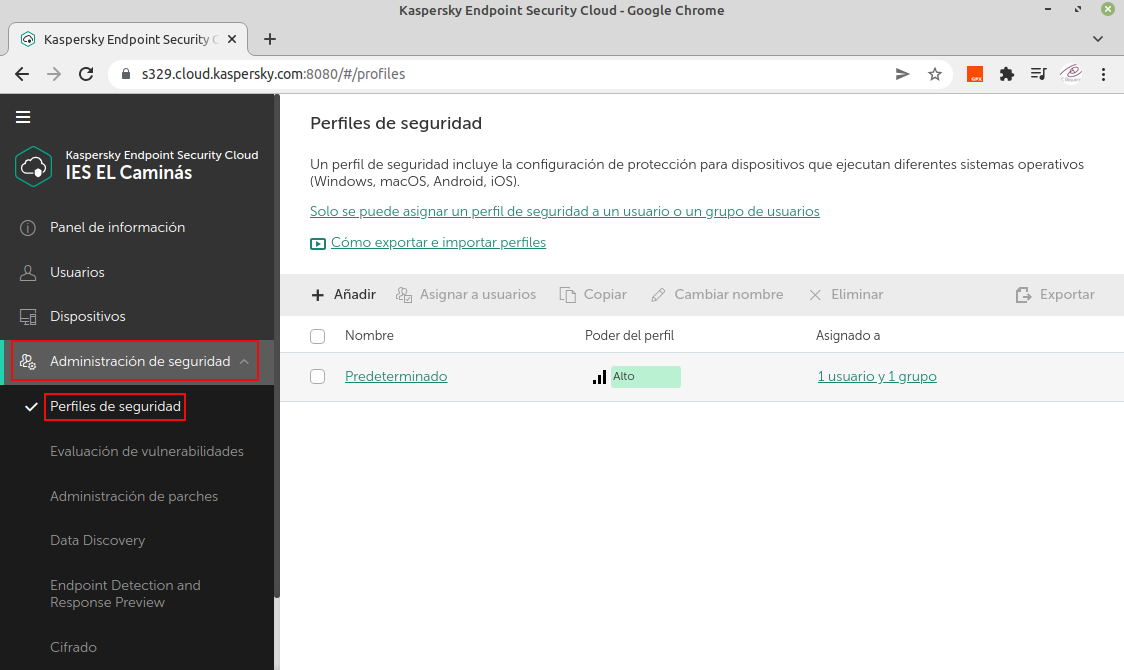 Kaspersky Endpoint Security Cloud - Google Chrome
Kaspersky Endpoint Security C
s329.cloud.kaspersky.com:8080/#/profiles
Kaspersky Endpoint Security Cloud
IES EL Caminás
Panel de información
Usuarios
Dispositivos
Administración de seguridad
Perfiles de seguridad
Evaluación de vulnerabilidades
Administración de parches
Data Discovery
Endpoint Detection and
Response Preview
Cifrado
Perfiles de seguridad
Un perfil de seguridad incluye la configuración de protección para dispositivos que ejecutan diferentes sistemas operativos
(Windows, macOS, Android, iOS).
Solo se puede asignar un perfil de seguridad a un usuario o un grupo de usuarios
Cómo exportar e importar perfiles
Añadir Asignar a usuarios Copiar Cambiar nombre Eliminar Exportar
Nombre Poder del perfil Asignado a
Predeterminado Alto 1 usuario y 1 grupo